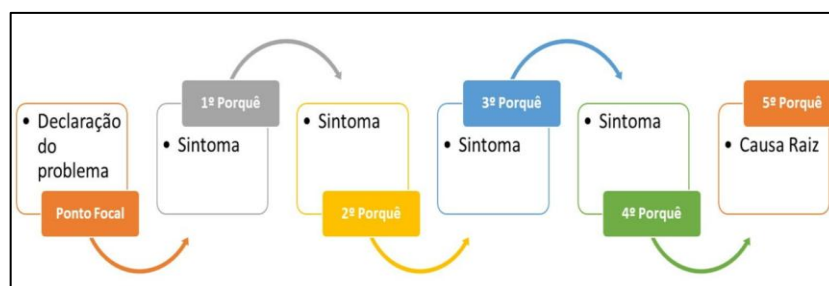 • Declaração
do
problema
Ponto Focal
1º Porquê
• Sintoma
• Sintoma
2º Porquê
3º Porquê
• Sintoma
• Sintoma
4º Porquê
5º Porquê
• Causa Raiz